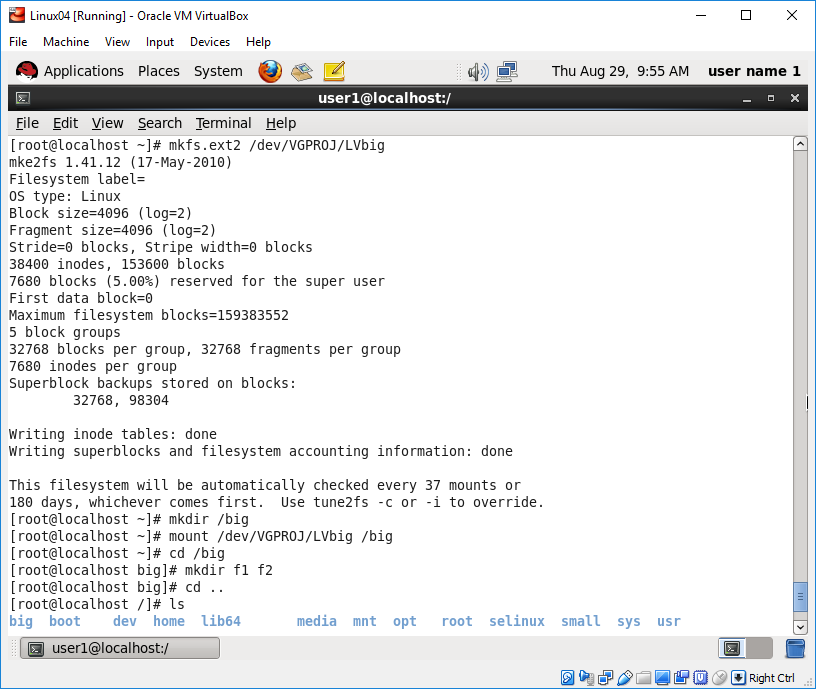 Linux04 [Running] - Oracle VM VirtualBox
File Machine View Input Devices Help
Applications Places System Thu Aug 29, 9:55 AM user name 1
user1@localhost:/
File Edit View Search Terminal Help
[root@localhost ~]# mkfs.ext2 /dev/VGPROJ/LVbig
mke2fs 1.41.12 (17-May-2010)
Filesystem label=
OS type: Linux
Block size=4096 (log=2)
Fragment size=4096 (log=2)
Stride=0 blocks, Stripe width=0 blocks
38400 inodes, 153600 blocks
7680 blocks (5.00%) reserved for the super user
First data block=0
Maximum filesystem blocks=159383552
5 block groups
32768 blocks per group, 32768 fragments per group
7680 inodes per group
Superblock backups stored on blocks:
        32768, 98304
Writing inode tables: done
Writing superblocks and filesystem accounting information: done
This filesystem will be automatically checked every 37 mounts or
180 days, whichever comes first.  Use tune2fs -c or -i to override.
[root@localhost ~]# mkdir /big
[root@localhost ~]# mount /dev/VGPROJ/LVbig /big
[root@localhost ~]# cd /big
[root@localhost big]# mkdir f1 f2
[root@localhost big]# cd ..
[root@localhost /]# ls
big  boot    dev  home  lib64       media  mnt  opt   root  selinux  small  sys  usr
user1@localhost:/
Right Ctrl